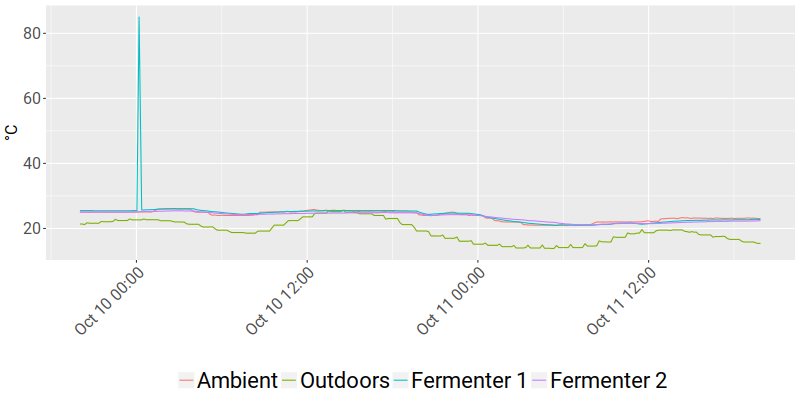 80
60
40
20
°C
Oct 10 00:00
Oct 10 12:00
Oct 11 00:00
Oct 11 12:00
Ambient Outdoors Fermenter 1 Fermenter 2